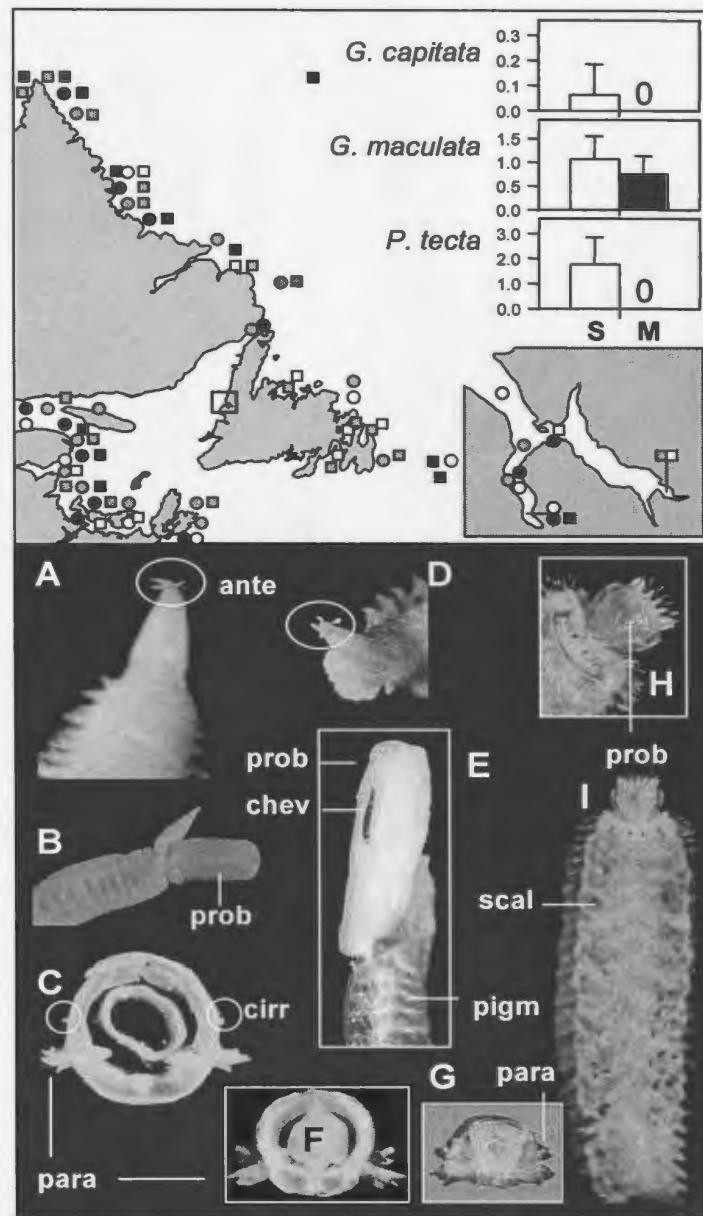 G. capitata
0.3
0.2
0.1
0.0
0
G. maculata
1.5
1.0
0.5
0.0
P. tecta
3.0
2.0
1.0
0.0
0
S M
A
ante
D
H
prob
B
prob
prob
chev
E
I
scal
C
cirr
pigm
G
para
F
para